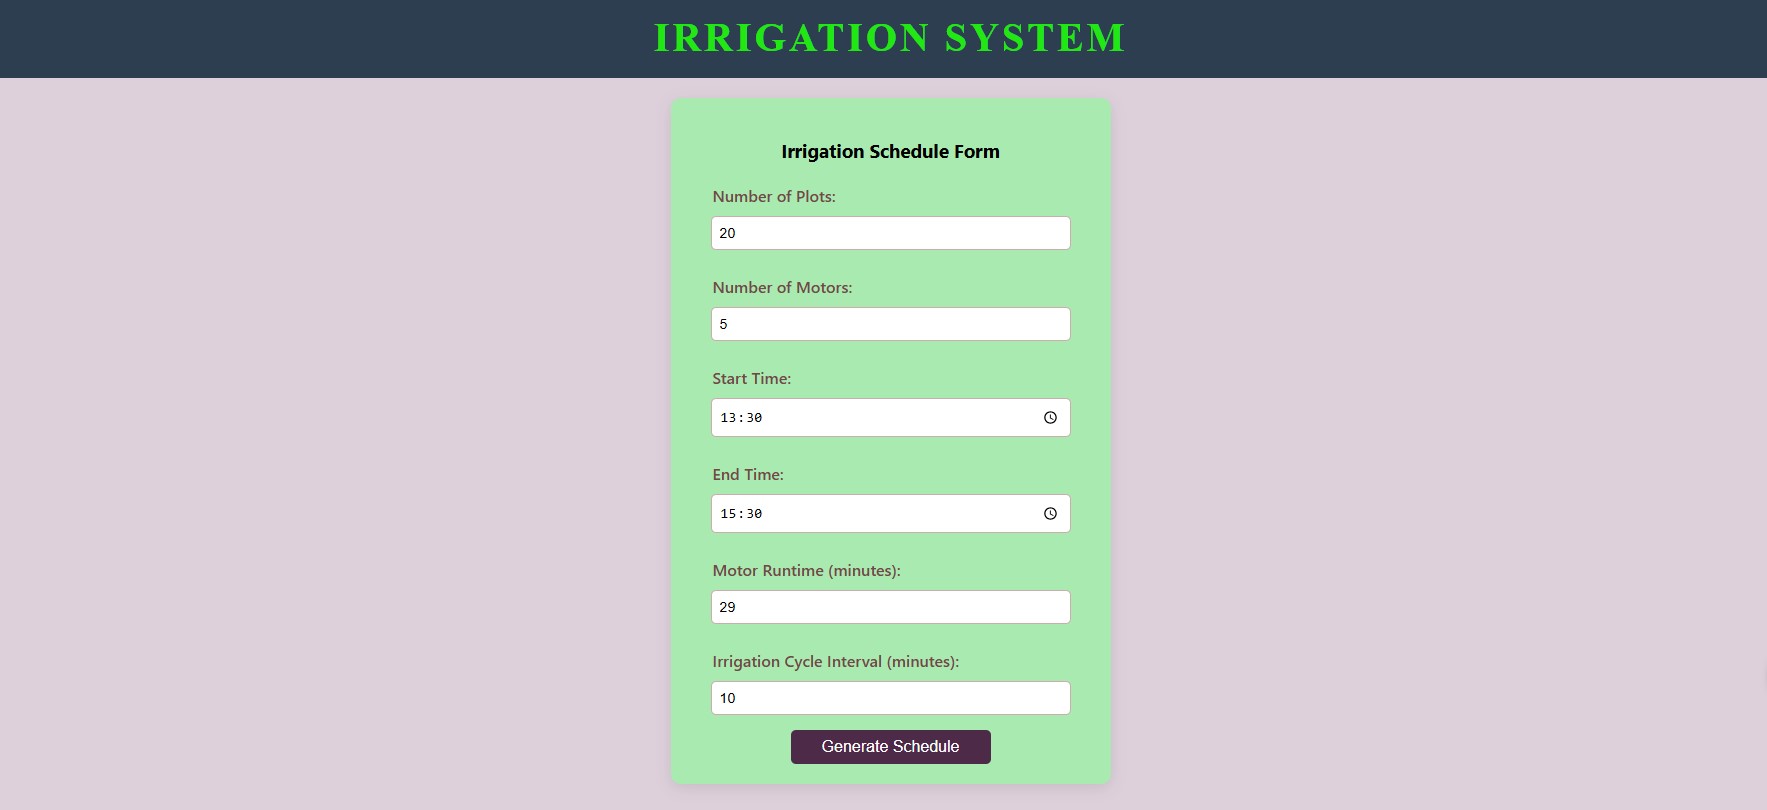 IRRIGATION SYSTEM
Irrigation Schedule Form
Number of Plots:
20
Number of Motors:
5
Start Time:
13:30
End Time:
15:30
Motor Runtime (minutes):
29
Irrigation Cycle Interval (minutes):
10
Generate Schedule